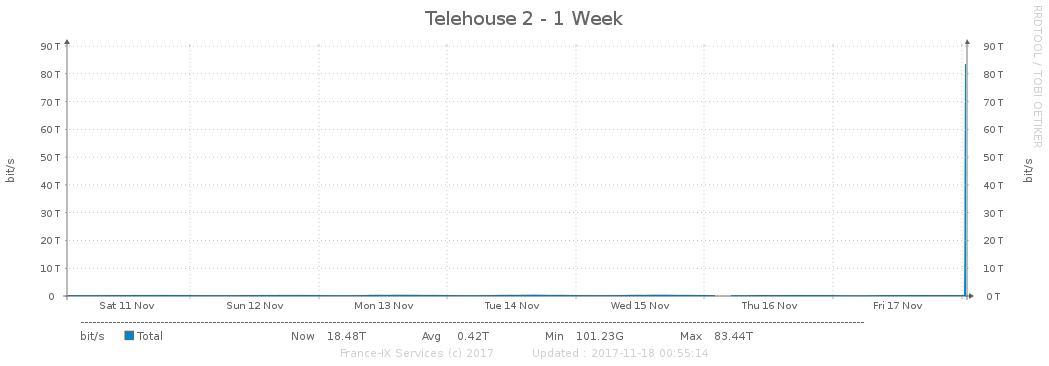 Telehouse 2 - 1 Week
RRDTOOL / TOBI OETIKER
90 T 90 T
80 T 80 T
70 T 70 T
60 T 60 T
50 T 50 T
40 T 40 T
30 T 30 T
20 T 20 T
10 T 10 T
0 0 T
bit/s bit/s
Sat 11 Nov Sun 12 Nov Mon 13 Nov Tue 14 Nov Wed 15 Nov Thu 16 Nov Fri 17 Nov
bit/s Total Now 18.48T Avg 0.42T Min 101.23G Max 83.44T
France-IX Services (c) 2017 Updated : 2017-11-18 00:55:14